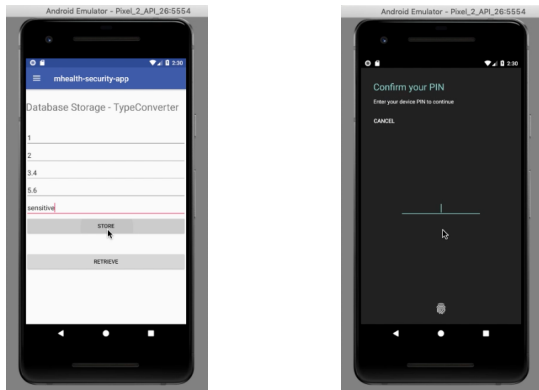 Android Emulator - Pixel_2_API_26:5554
2:30
mhealth-security-app
Database Storage - TypeConverter
1
2
3.4
5.6
sensitive
STORE
RETRIEVE
Android Emulator - Pixel_2_API_26:5554
2:30
Confirm your PIN
Enter your device PIN to continue
CANCEL